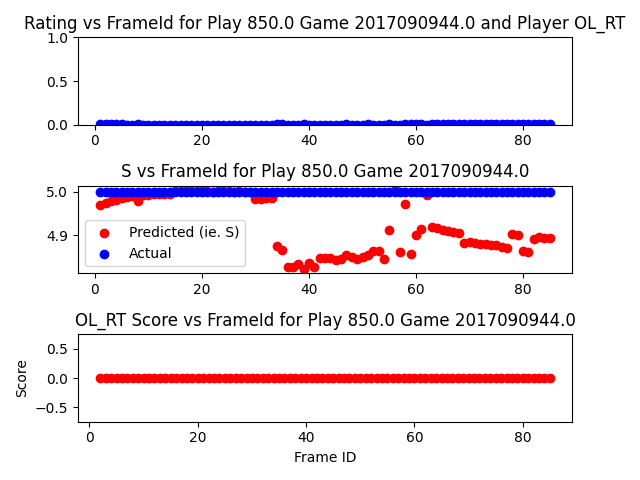 Rating vs FrameId for Play 850.0 Game 2017090944.0 and Player OL_RT
1.0
0.5
0.0
0 20 40 60 80
S vs FrameId for Play 850.0 Game 2017090944.0
5.0
4.9
Predicted (ie. S)
Actual
0 20 40 60 80
OL_RT Score vs FrameId for Play 850.0 Game 2017090944.0
Score
0.5
0.0
−0.5
0 20 40 60 80
Frame ID